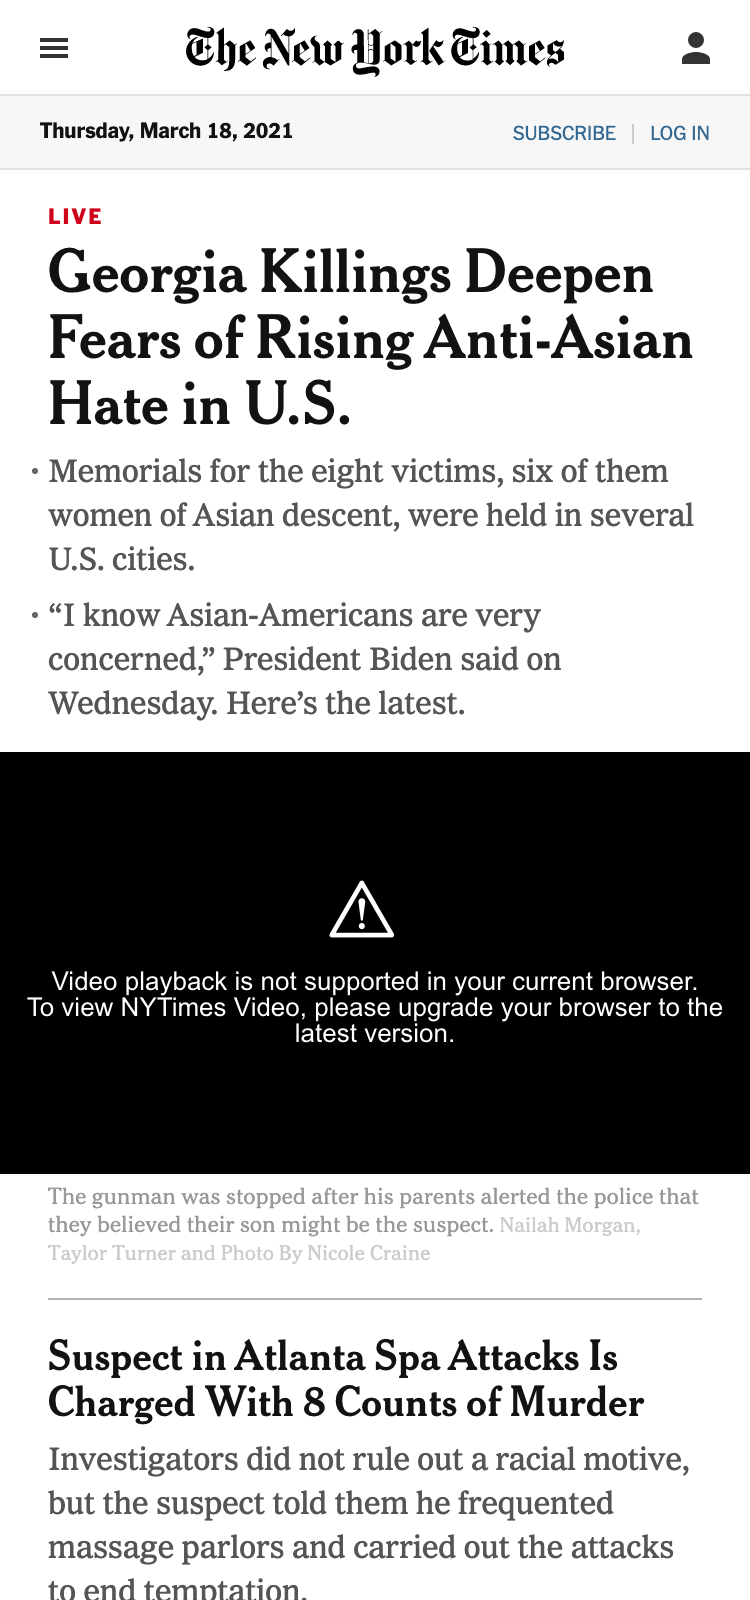 The New York Times
Thursday, March 18, 2021
SUBSCRIBE | LOG IN
LIVE
Georgia Killings Deepen
Fears of Rising Anti-Asian
Hate in U.S.
• Memorials for the eight victims, six of them
women of Asian descent, were held in several
U.S. cities.
• “I know Asian-Americans are very
concerned,” President Biden said on
Wednesday. Here’s the latest.
Video playback is not supported in your current browser.
To view NYTimes Video, please upgrade your browser to the
latest version.
The gunman was stopped after his parents alerted the police that
they believed their son might be the suspect. Nailah Morgan,
Taylor Turner and Photo By Nicole Craine
Suspect in Atlanta Spa Attacks Is
Charged With 8 Counts of Murder
Investigators did not rule out a racial motive,
but the suspect told them he frequented
massage parlors and carried out the attacks
to end temptation.